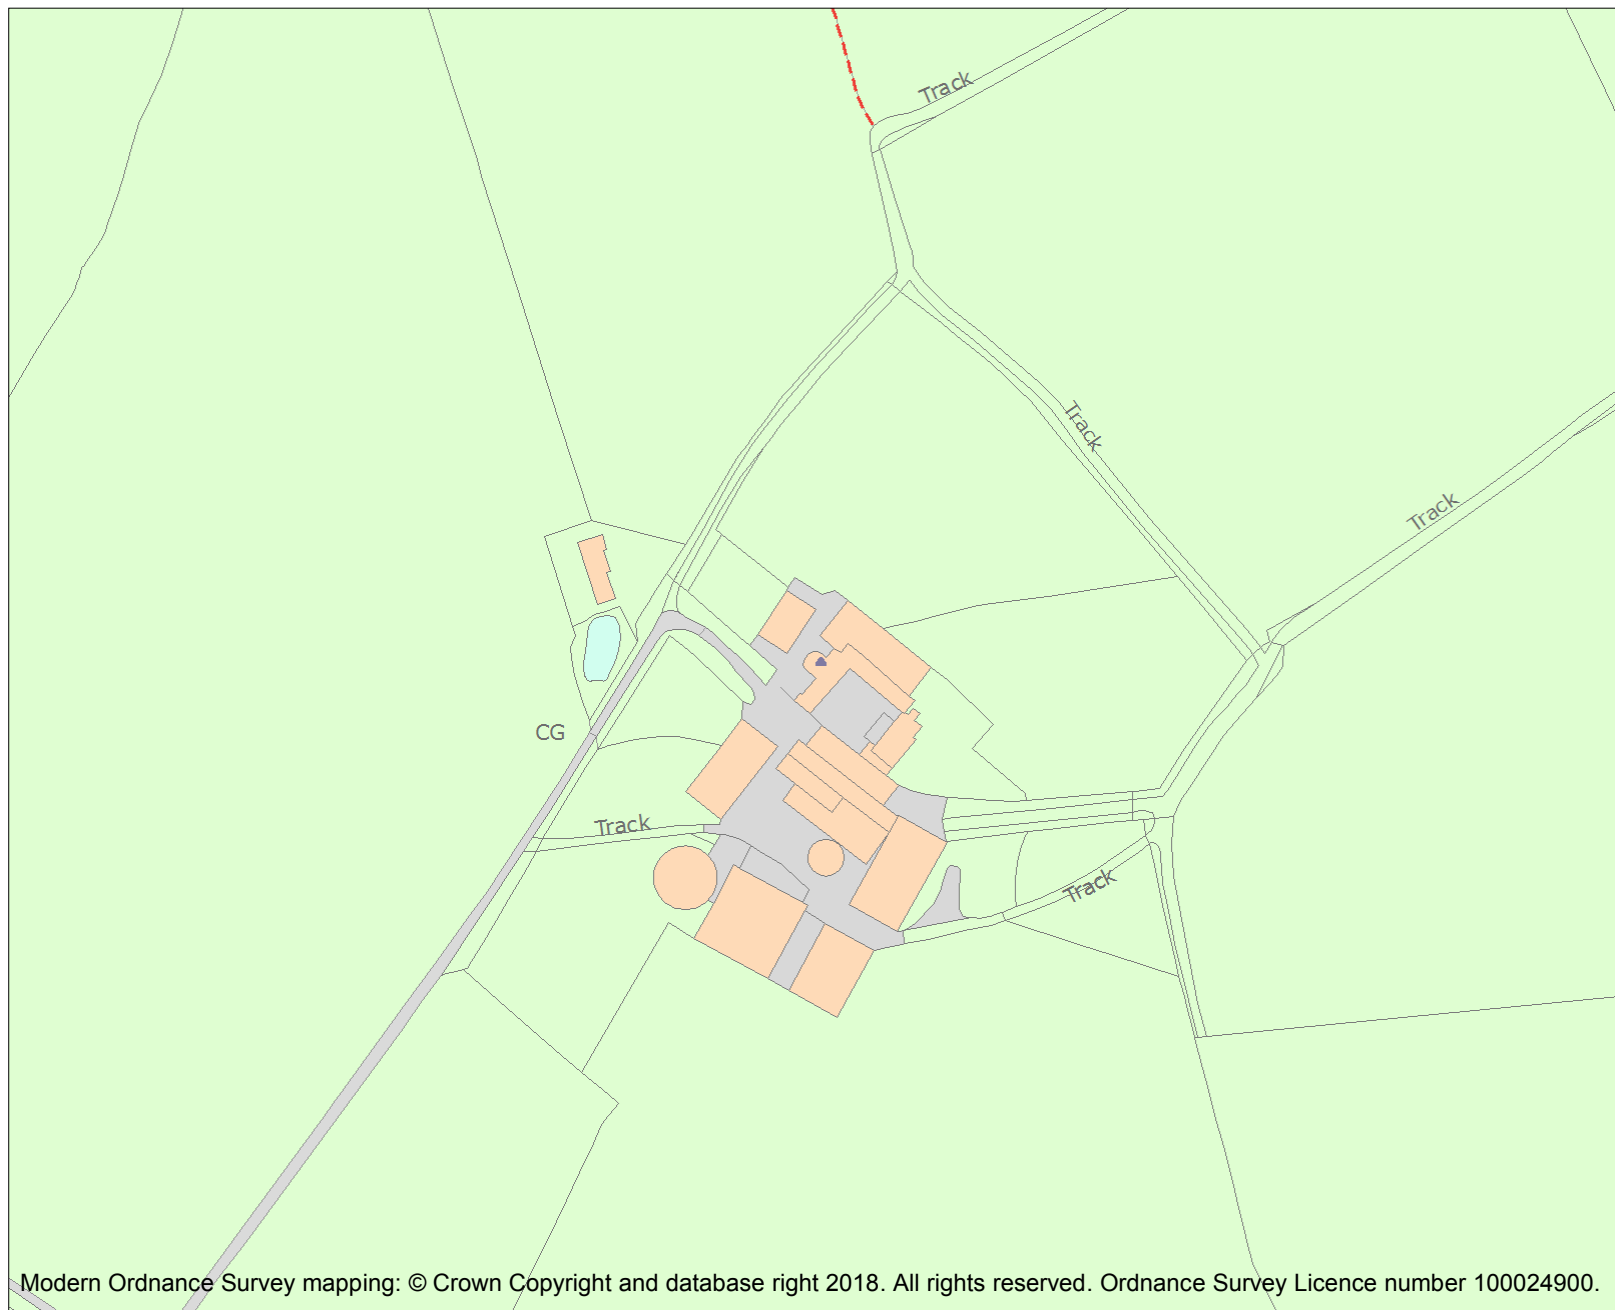 Track
Track
Track
CG
Track
Track
Modern Ordnance Survey mapping: © Crown Copyright and database right 2018. All rights reserved. Ordnance Survey Licence number 100024900.